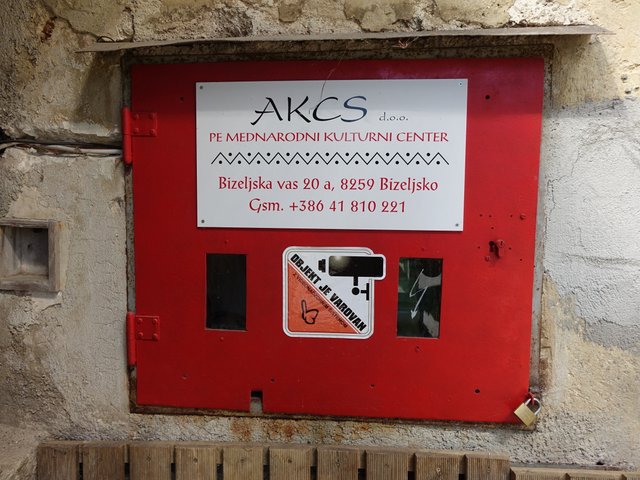 AKCS d.o.o.
PE MEDNARODNI KULTURNI CENTER
Bizeljska vas 20 a, 8259 Bizeljsko
Gsm. +386 41 810 221
OBJEKT JE VAROVAN